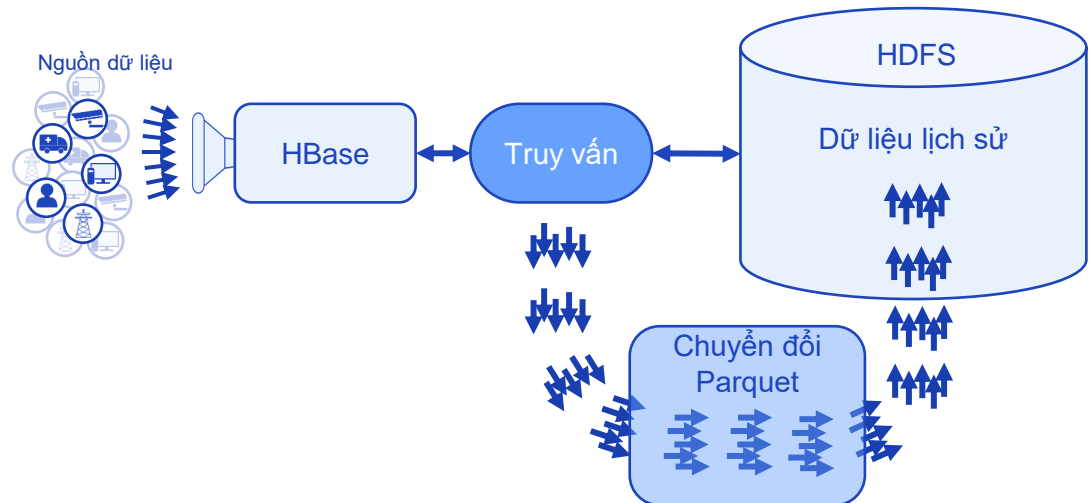 Nguồn dữ liệu
HBase
Truy vấn
HDFS
Dữ liệu lịch sử
Chuyển đổi
Parquet